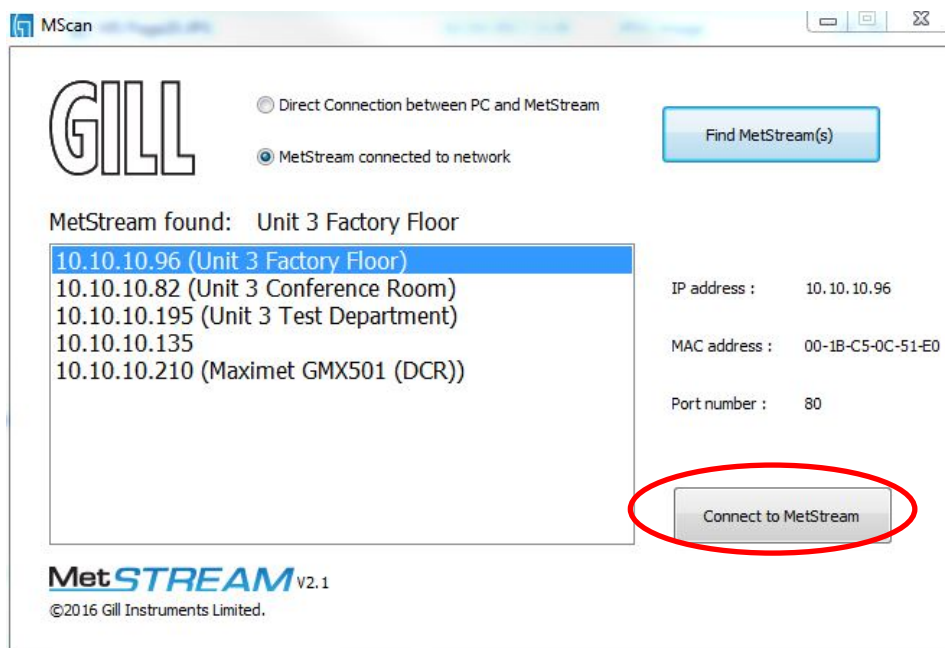 MScan
GILL
Direct Connection between PC and MetStream
MetStream connected to network
Find MetStream(s)
MetStream found: Unit 3 Factory Floor
10.10.10.96 (Unit 3 Factory Floor)
10.10.10.82 (Unit 3 Conference Room)
10.10.10.195 (Unit 3 Test Department)
10.10.10.135
10.10.10.210 (Maximet GMX501 (DCR))
IP address : 10.10.10.96
MAC address : 00-1B-C5-0C-51-E0
Port number : 80
Connect to MetStream
MetSTREAM V2.1
©2016 Gill Instruments Limited.